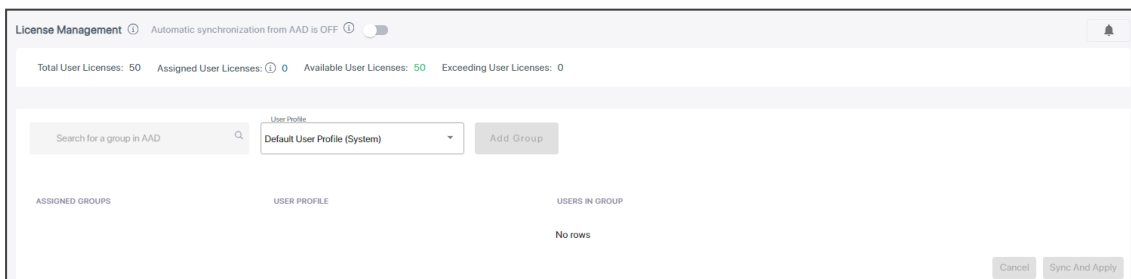 License Management Automatic synchronization from AAD is OFF
Total User Licenses: 50 Assigned User Licenses: 0 Available User Licenses: 50 Exceeding User Licenses: 0
User Profile
Search for a group in AAD Default User Profile (System) Add Group
ASSIGNED GROUPS USER PROFILE USERS IN GROUP
No rows
Cancel Sync And Apply